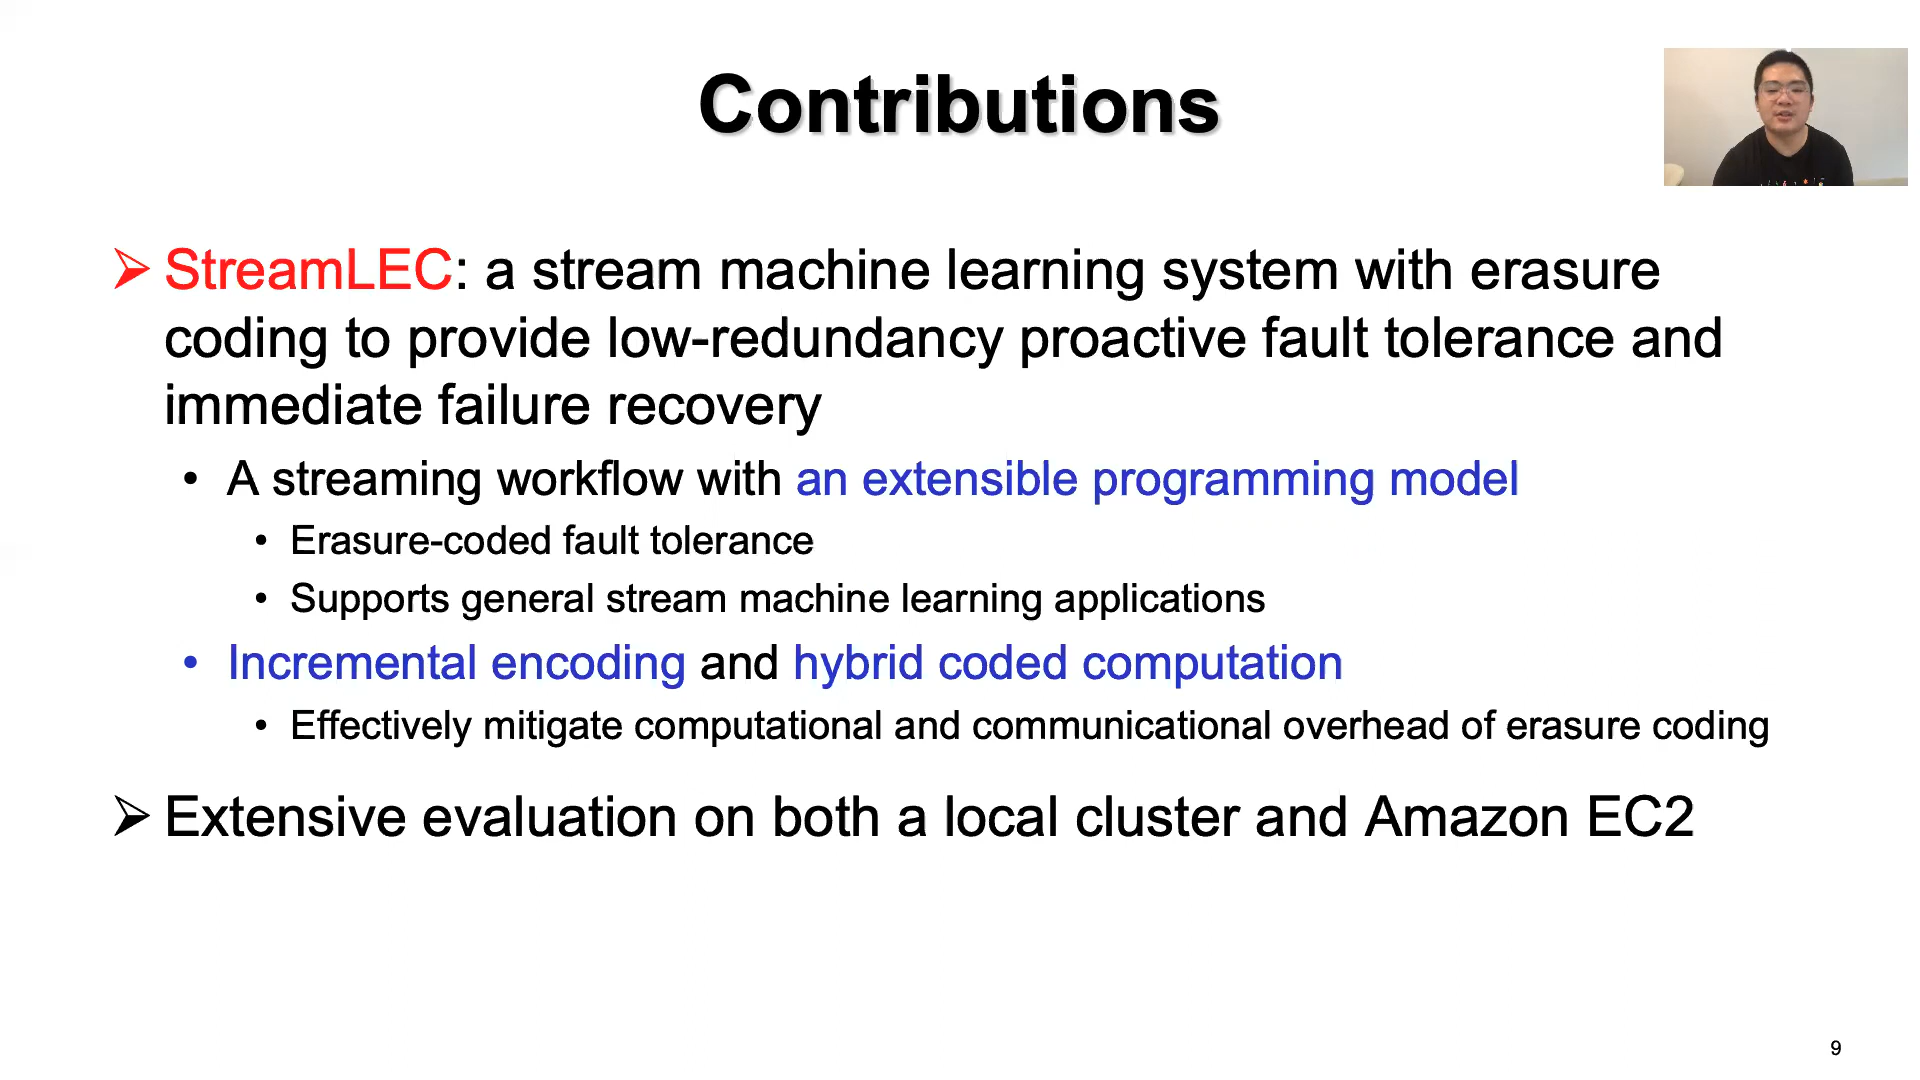 Contributions
StreamLEC: a stream machine learning system with erasure
coding to provide low-redundancy proactive fault tolerance and
immediate failure recovery
• A streaming workflow with an extensible programming model
• Erasure-coded fault tolerance
• Supports general stream machine learning applications
• Incremental encoding and hybrid coded computation
• Effectively mitigate computational and communicational overhead of erasure coding
Extensive evaluation on both a local cluster and Amazon EC2
9